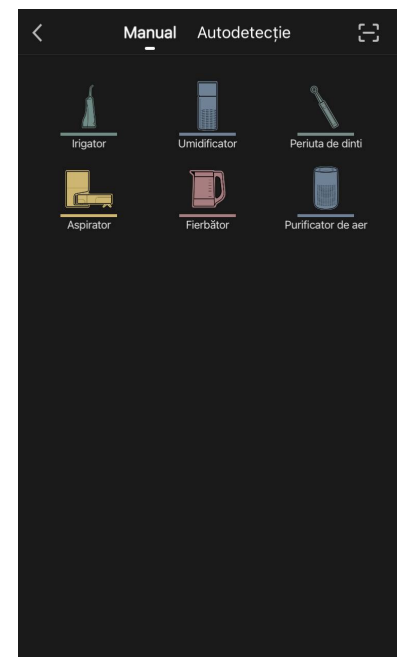 Manual Autodetecție
Irigator Umidificator Periuta de dinti
Aspirator Fierbător Purificator de aer